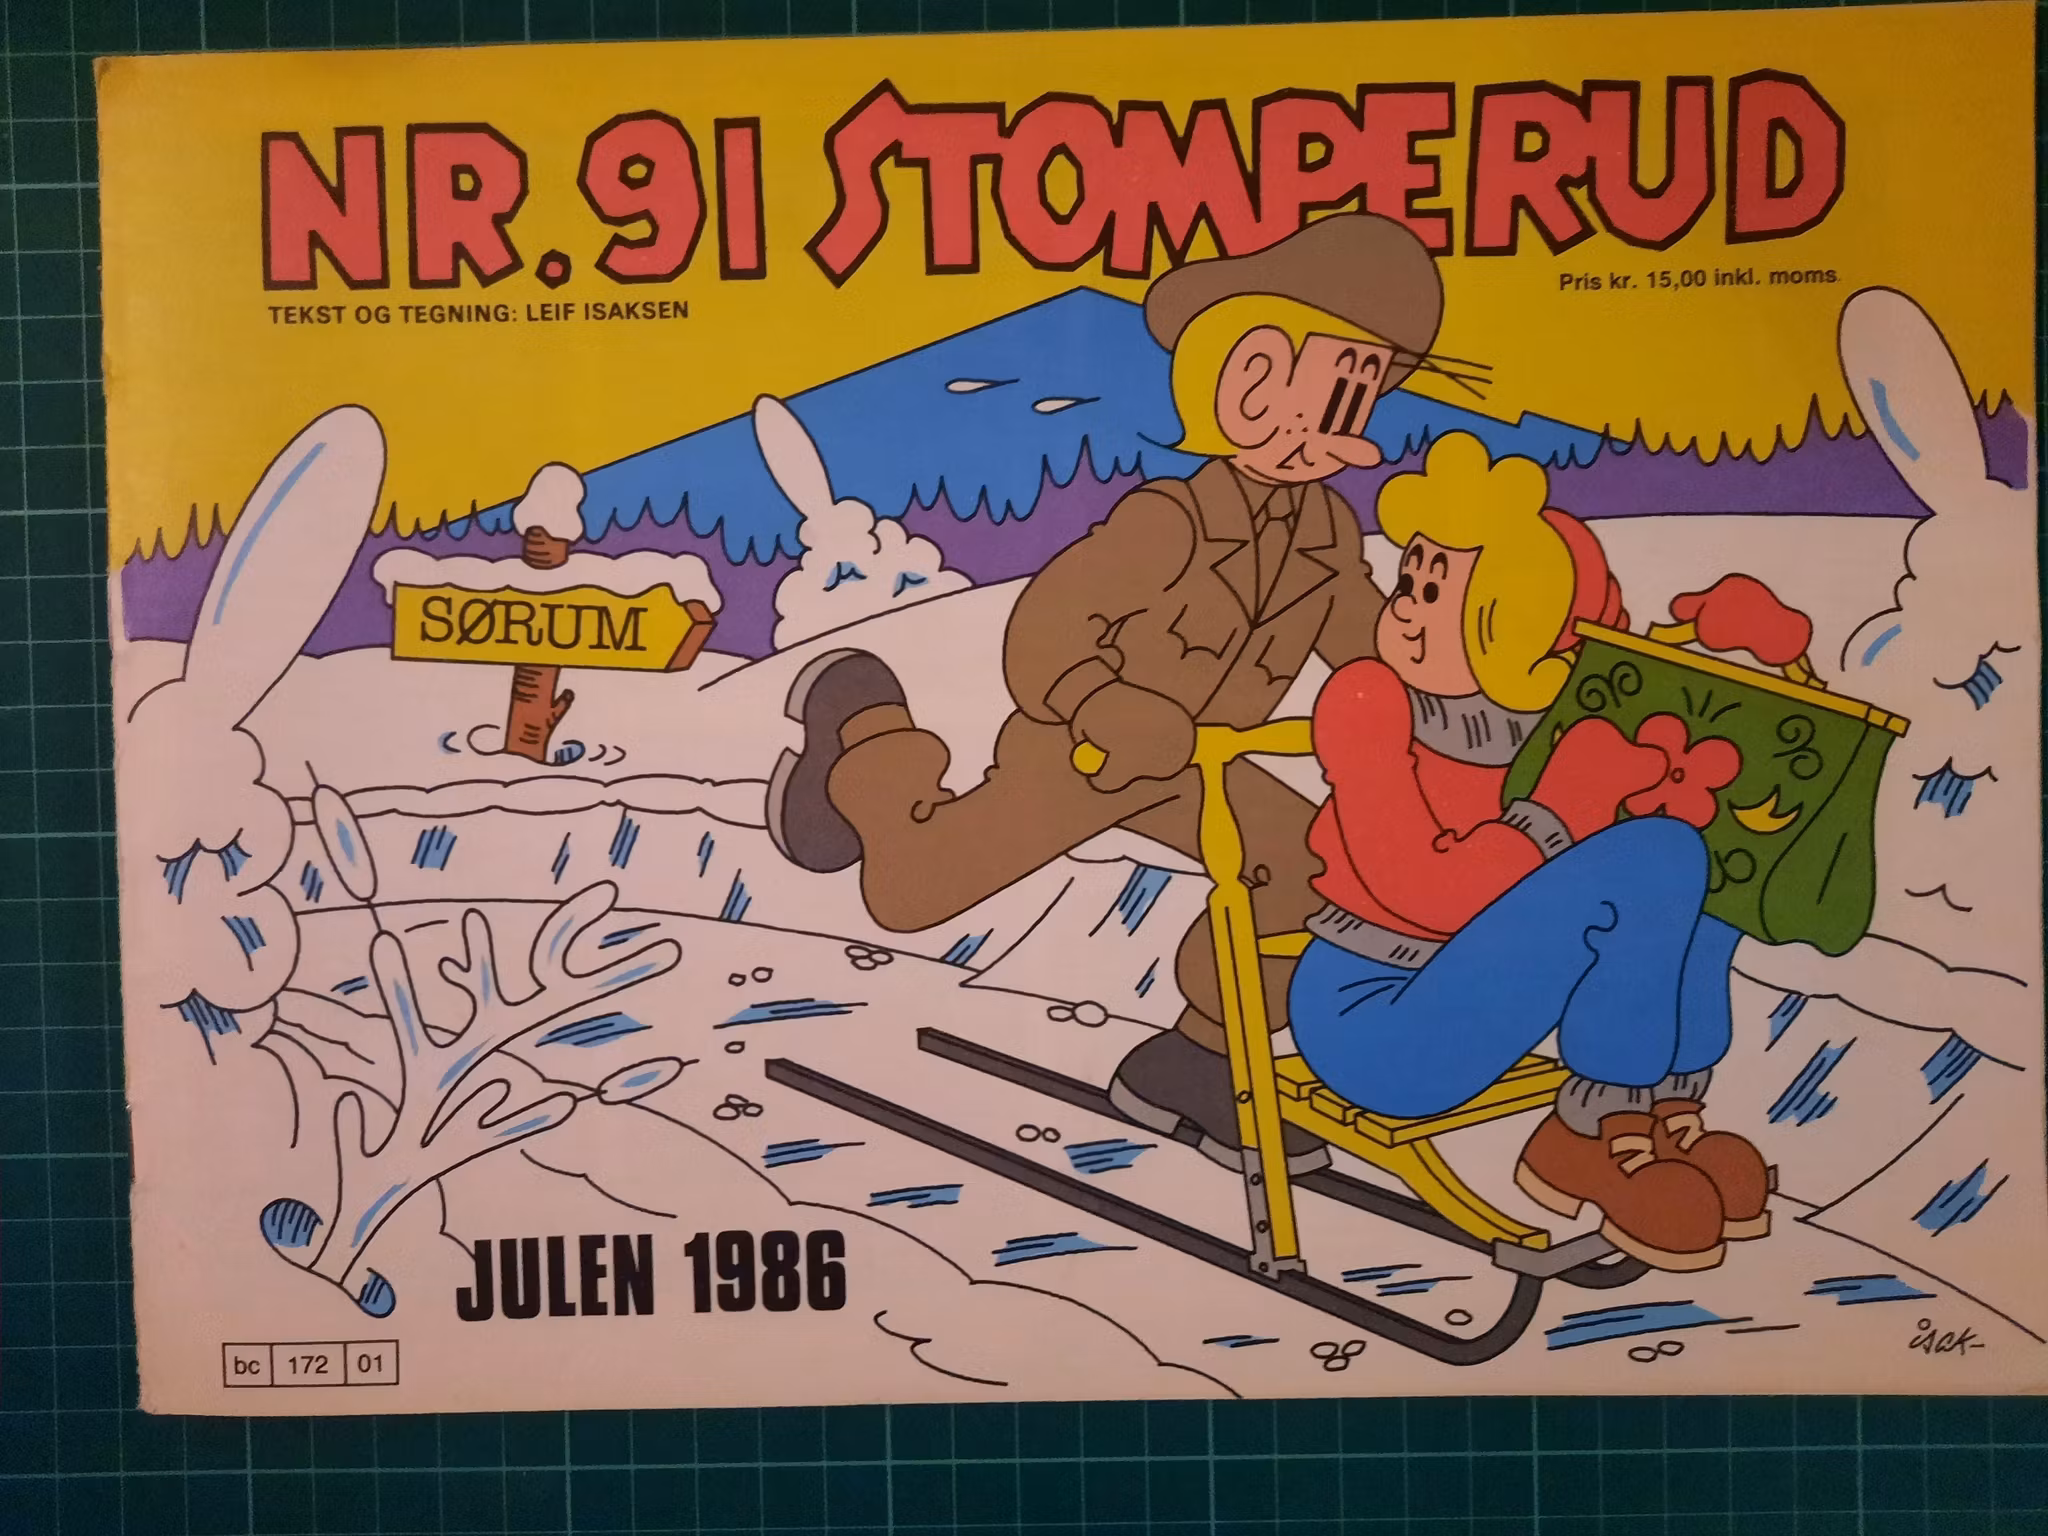 NR.91 STOMPERUD
TEKST OG TEGNING: LEIF ISAKSEN
Pris kr. 15,00 inkl. moms.
SØRUM
JULEN 1986
bc 172 01
isak-